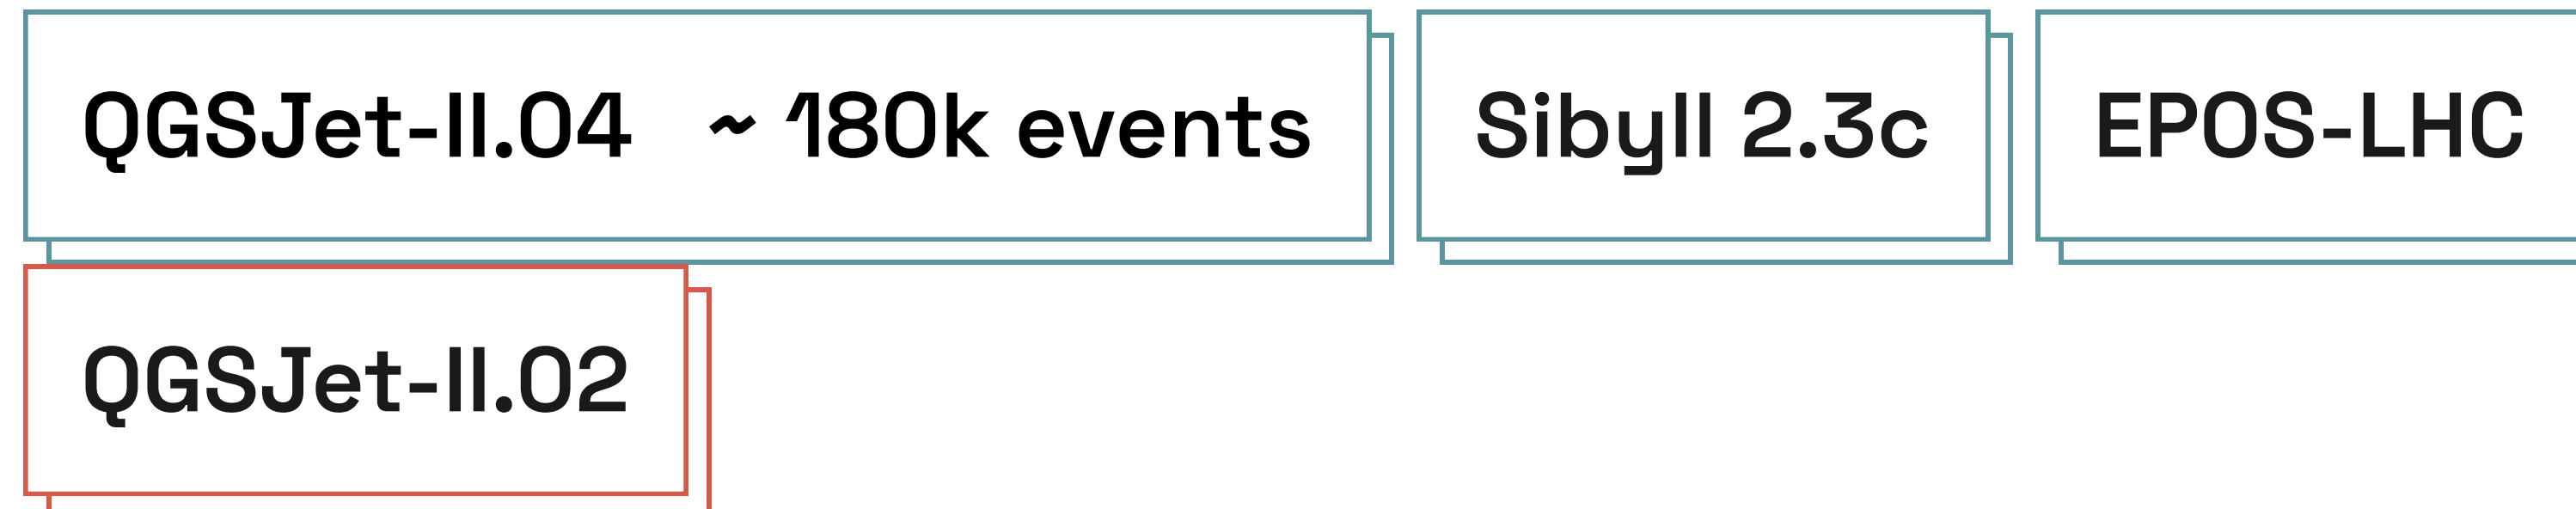 QGSJet-II.04 ~ 180k events
Sibyll 2.3c
EPOS-LHC
QGSJet-II.02